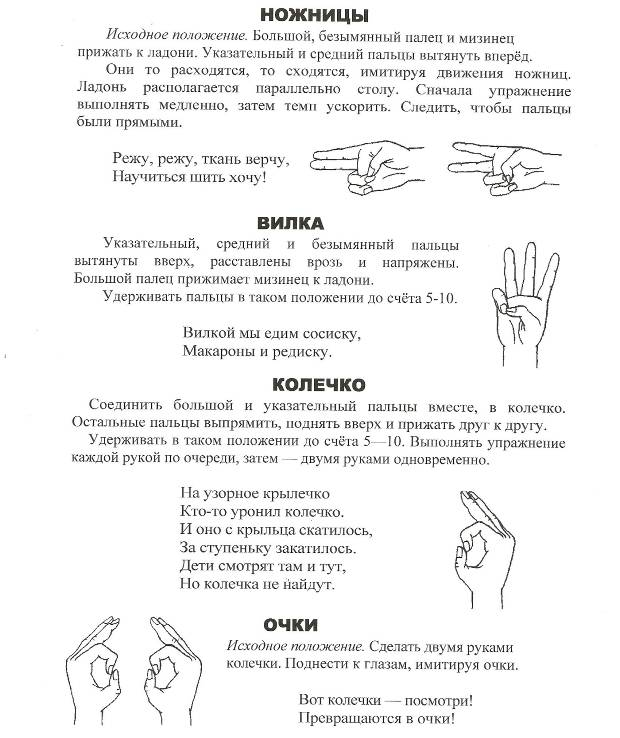 НОЖНИЦЫ
Исходное положение. Большой, безымянный палец и мизинец
прижать к ладони. Указательный и средний пальцы вытянуть вперёд.
Они то расходятся, то сходятся, имитируя движения ножниц.
Ладонь располагается параллельно столу. Сначала упражнение
выполнять медленно, затем темп ускорить. Следить, чтобы пальцы
были прямыми.
Режу, режу, ткань верчу,
Научиться шить хочу!
ВИЛКА
Указательный, средний и безымянный пальцы
вытянуты вверх, расставлены врозь и напряжены.
Большой палец прижимает мизинец к ладони.
Удерживать пальцы в таком положении до счёта 5-10.
Вилкой мы едим сосиску,
Макароны и редиску.
КОЛЕЧКО
Соединить большой и указательный пальцы вместе, в колечко.
Остальные пальцы выпрямить, поднять вверх и прижать друг к другу.
Удерживать в таком положении до счёта 5—10. Выполнять упражнение
каждой рукой по очереди, затем — двумя руками одновременно.
На узорное крылечко
Кто-то уронил колечко.
И оно с крыльца скатилось,
За ступеньку закатилось.
Дети смотрят там и тут,
Но колечка не найдут.
ОЧКИ
Исходное положение. Сделать двумя руками
колечки. Поднести к глазам, имитируя очки.
Вот колечки — посмотри!
Превращаются в очки!